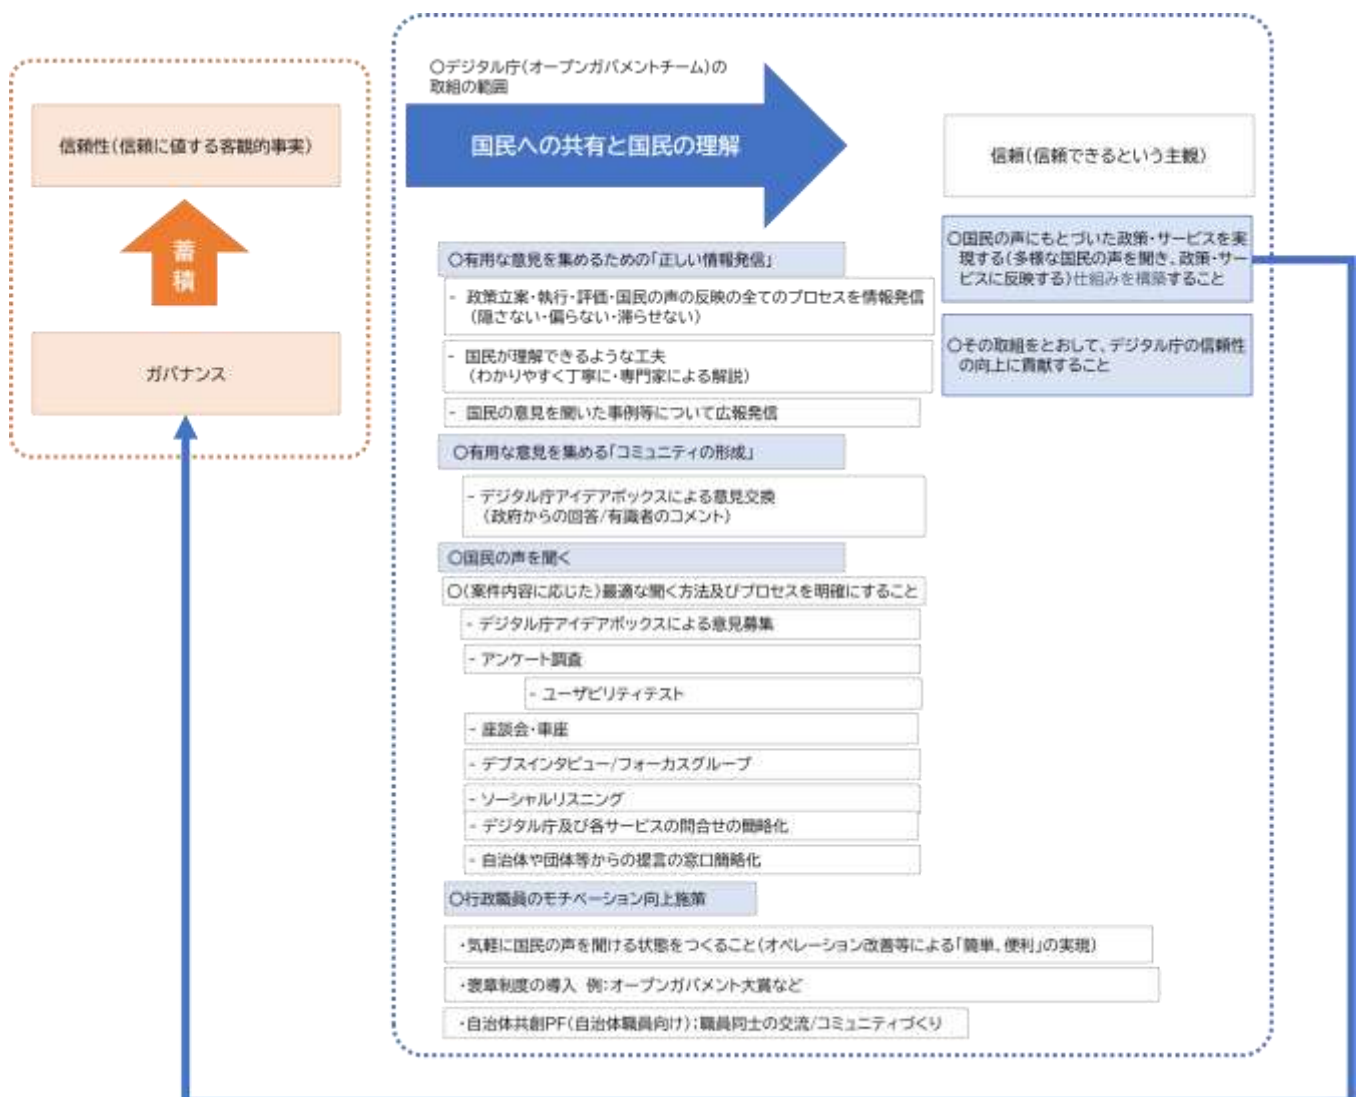 信頼性(信頼に値する客観的事実)
蓄
積
ガバナンス
〇デジタル庁(オープンガバメントチーム)の
取組の範囲
国民への共有と国民の理解
信頼(信頼できるという主観)
〇国民の声にもとづいた政策・サービスを実
現する(多様な国民の声を聞き、政策・サー
ビスに反映する)仕組みを構築すること
〇その取組をとおして、デジタル庁の信頼性
の向上に貢献すること
〇有用な意見を集めるための「正しい情報発信」
- 政策立案・執行・評価・国民の声の反映の全てのプロセスを情報発信
(隠さない・偏らない・滞らせない)
- 国民が理解できるような工夫
(わかりやすく丁寧に・専門家による解説)
- 国民の意見を聞いた事例等について広報発信
〇有用な意見を集める「コミュニティの形成」
- デジタル庁アイデアボックスによる意見交換
(政府からの回答/有識者のコメント)
〇国民の声を聞く
〇(案件内容に応じた)最適な聞く方法及びプロセスを明確にすること
- デジタル庁アイデアボックスによる意見募集
- アンケート調査
- ユーザビリティテスト
- 座談会・車座
- デプスインタビュー/フォーカスグループ
- ソーシャルリスニング
- デジタル庁及び各サービスの問合せの簡略化
- 自治体や団体等からの提言の窓口簡略化
〇行政職員のモチベーション向上施策
・気軽に国民の声を聞ける状態をつくること(オペレーション改善等による「簡単、便利」の実現)
・褒章制度の導入 例:オープンガバメント大賞など
・自治体共創PF(自治体職員向け);職員同士の交流/コミュニティづくり